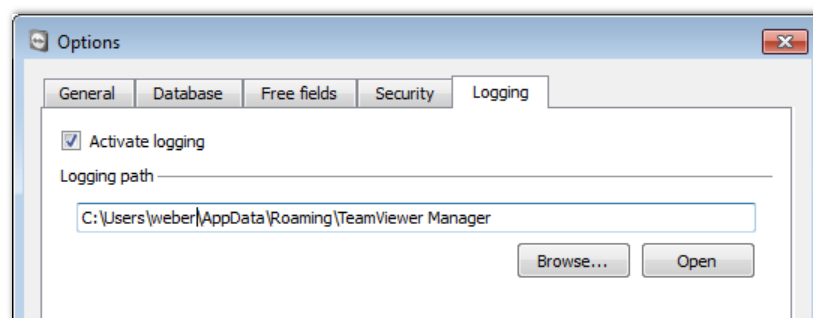 Options
General Database Free fields Security Logging
Activate logging
Logging path
C:\Users\weber\AppData\Roaming\TeamViewer Manager
Browse... Open